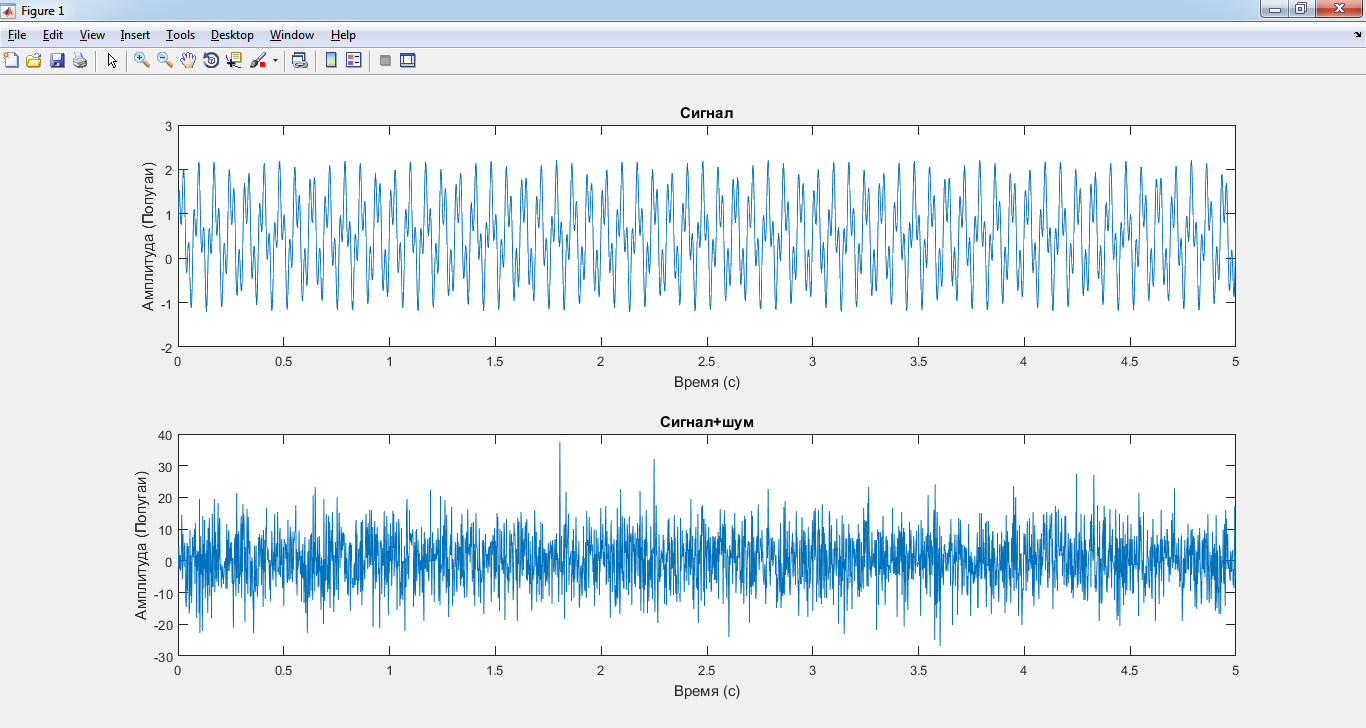 Figure 1
File Edit View Insert Tools Desktop Window Help
Сигнал
Амплитуда (Попугаи)
3
2
1
0
-1
-2
0 0.5 1 1.5 2 2.5 3 3.5 4 4.5 5
Время (с)
Сигнал+шум
Амплитуда (Попугаи)
40
30
20
10
0
-10
-20
-30
0 0.5 1 1.5 2 2.5 3 3.5 4 4.5 5
Время (с)